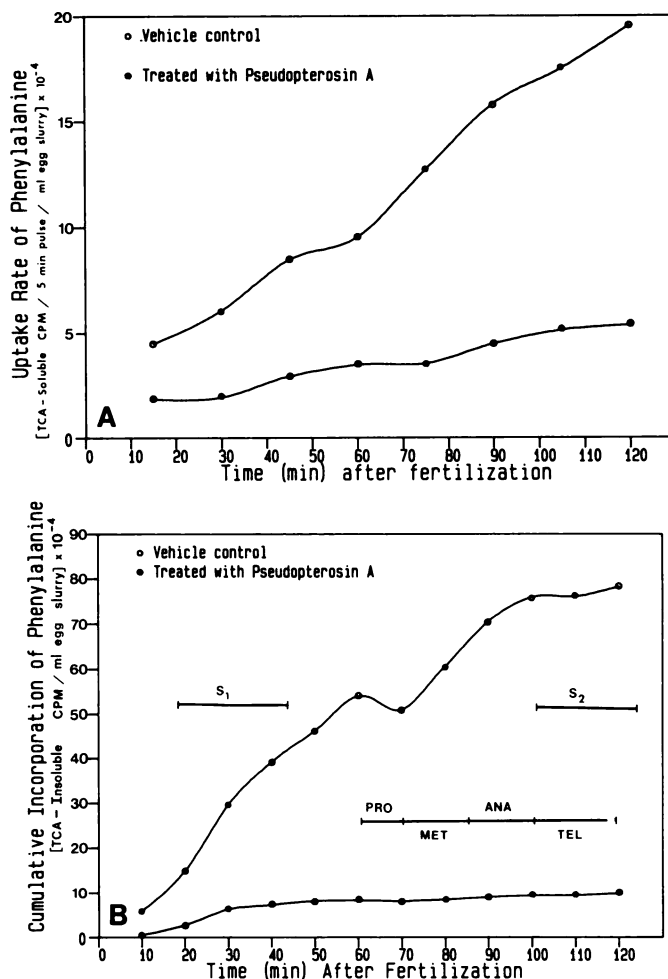 20
15
10
5
0
Uptake Rate of Phenylalanine
[TCA-Soluble CPM / 5 min pulse / ml egg slurry] x 10-4
Vehicle control
Treated with Pseudopterosin A
A
0 10 20 30 40 50 60 70 80 90 100 110 120
Time (min) after fertilization
90
80
70
60
50
40
30
20
10
0
Cumulative Incorporation of Phenylalanine
[TCA-Insoluble CPM / ml egg slurry] x 10-4
Vehicle control
Treated with Pseudopterosin A
S1
S2
PRO
ANA
MET
TEL
B
10 20 30 40 50 60 70 80 90 100 110 120
Time (min) After Fertilization